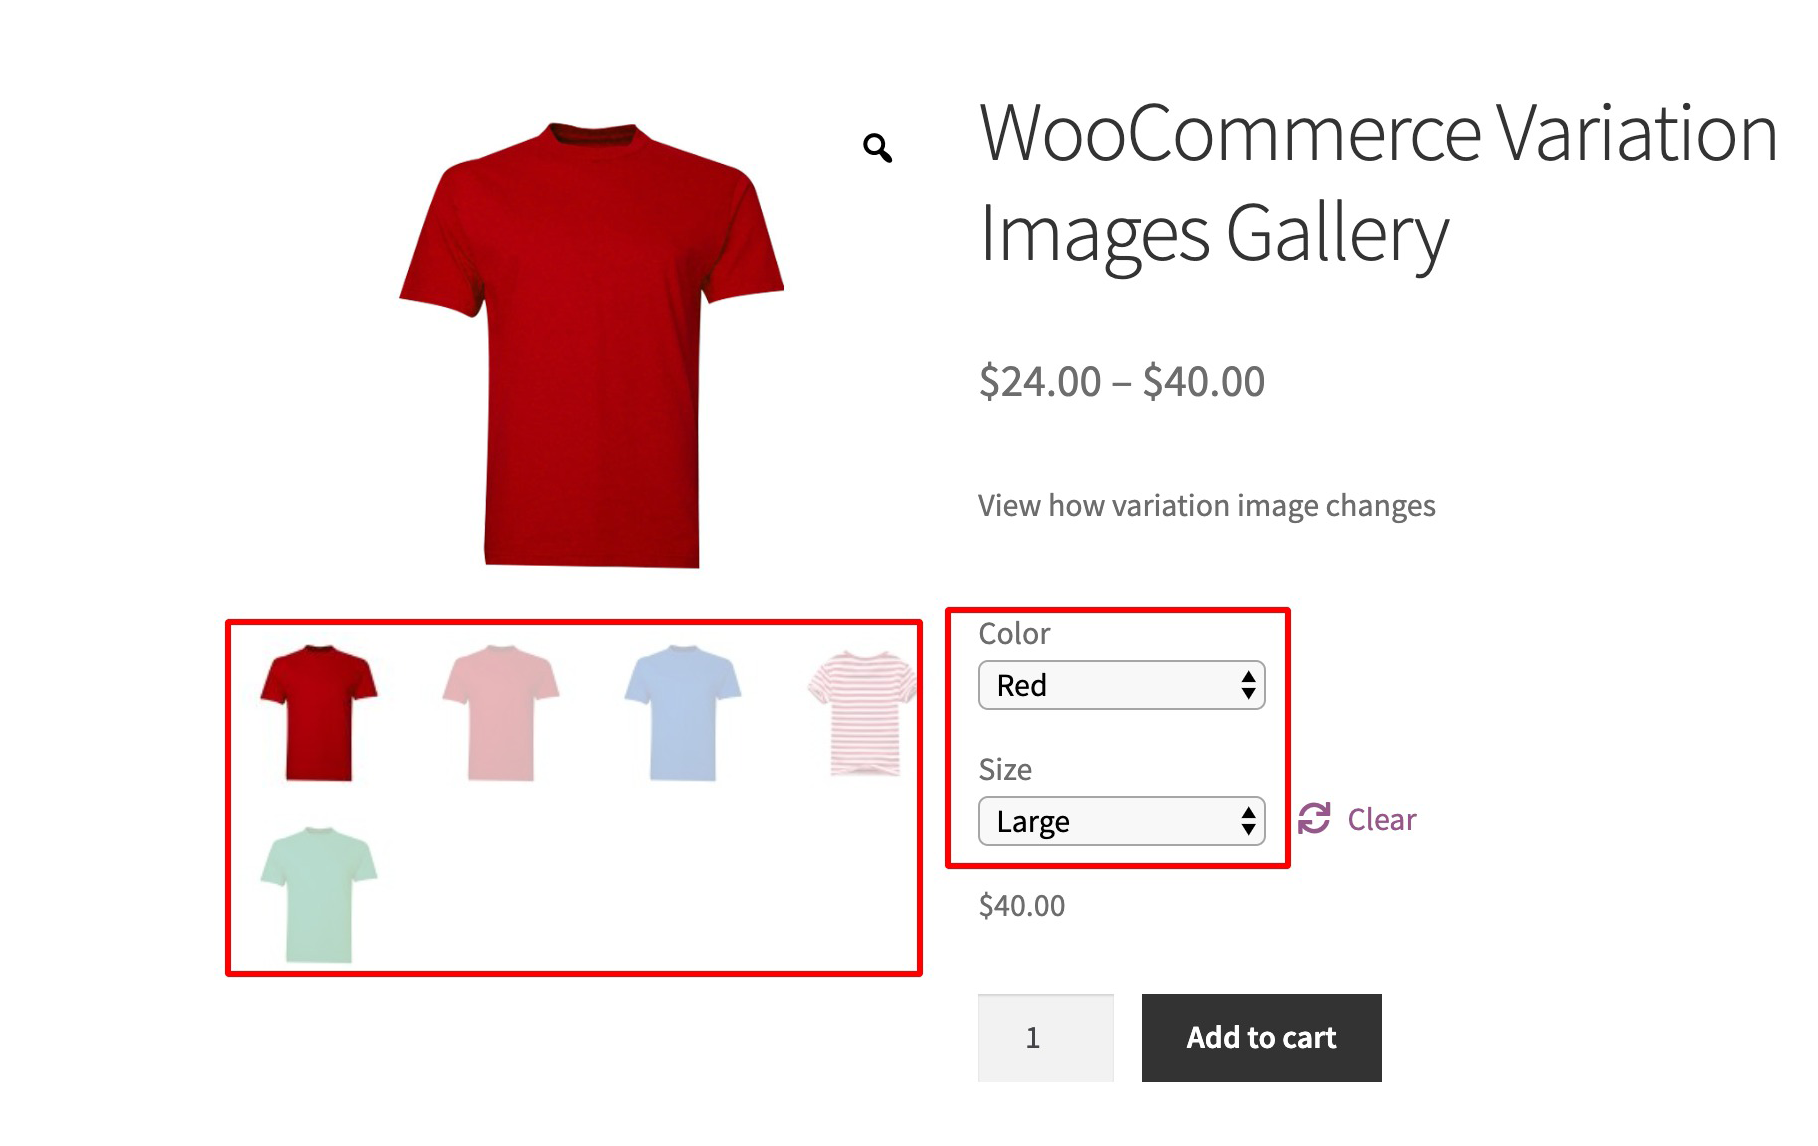 WooCommerce Variation
Images Gallery
$24.00 – $40.00
View how variation image changes
Color
Red
Size
Large
Clear
$40.00
1
Add to cart